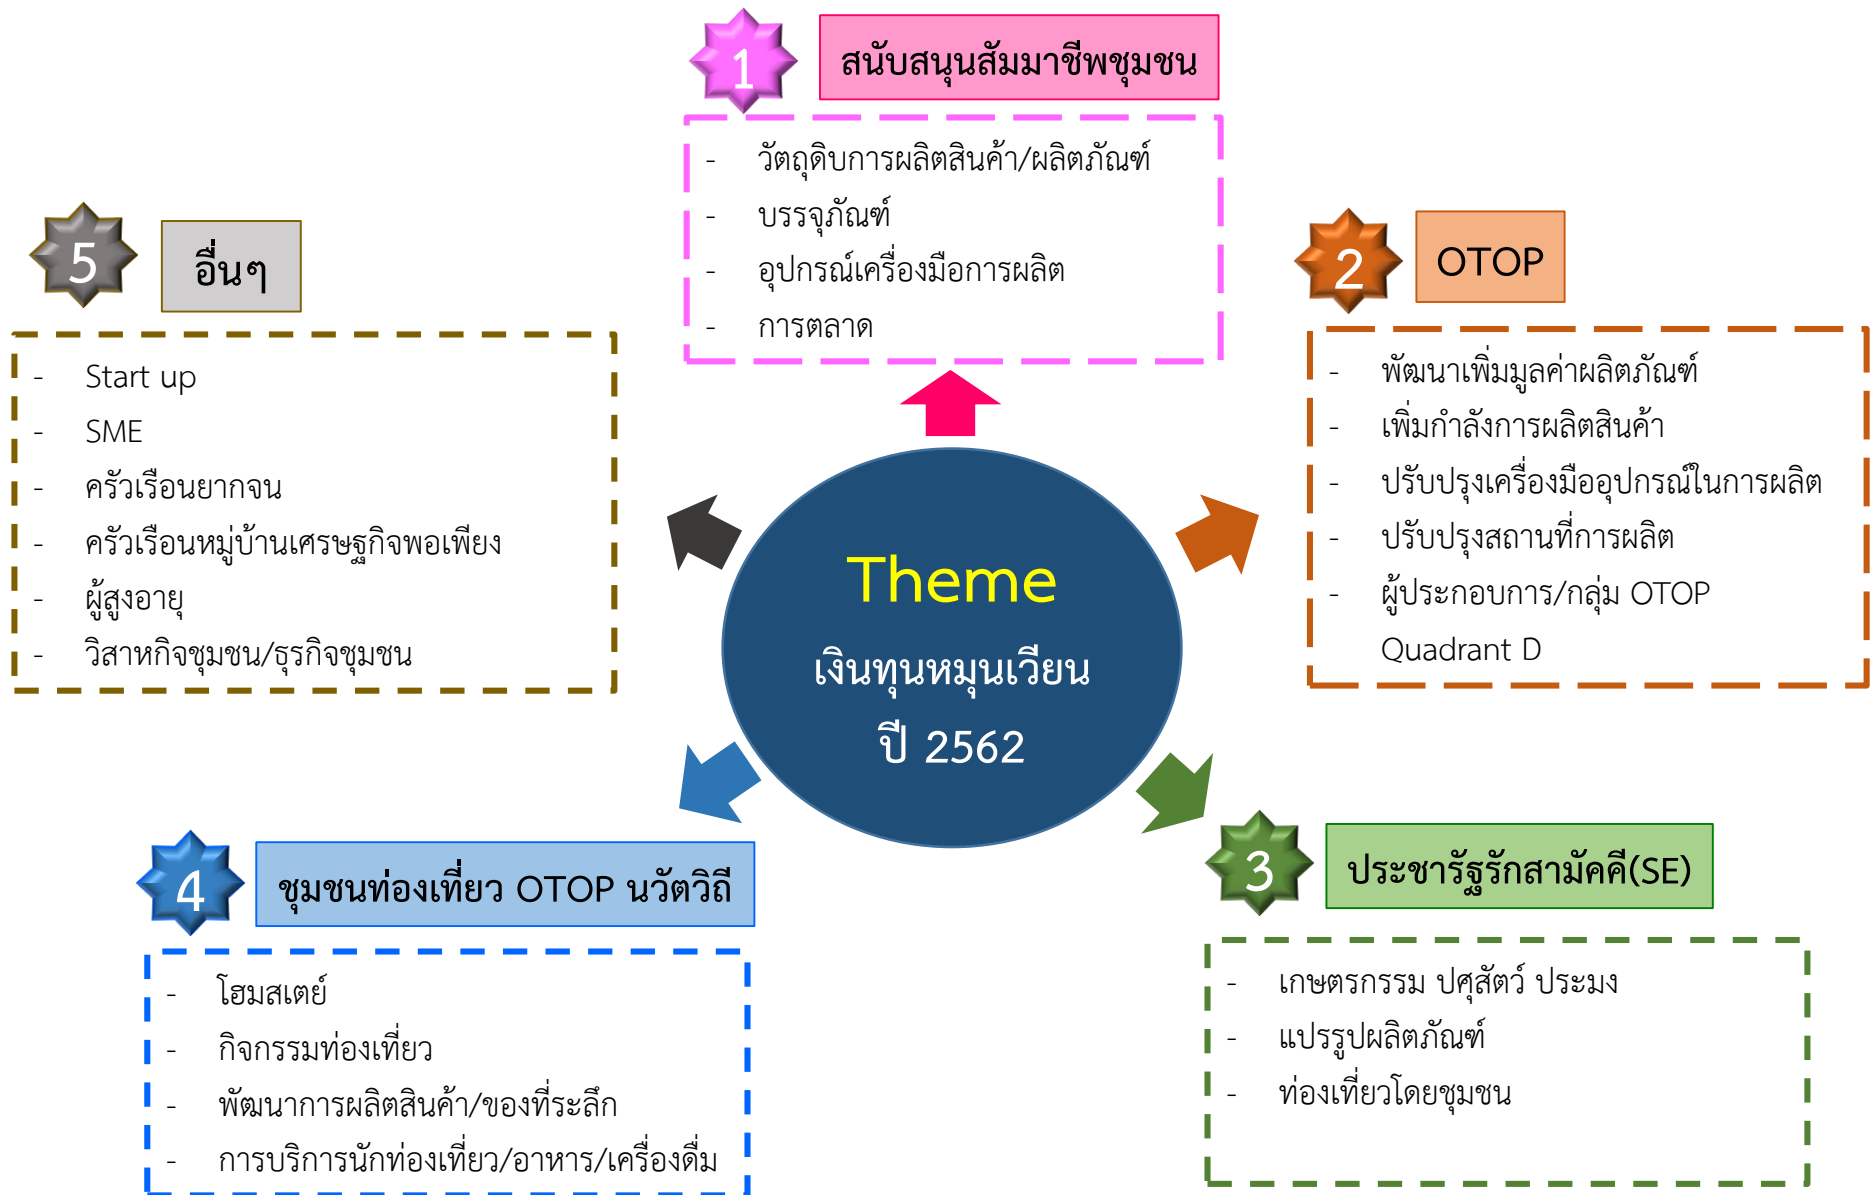 1
สนับสนุนสัมมาชีพชุมชน
- วัตถุดิบการผลิตสินค้า/ผลิตภัณฑ์
- บรรจุภัณฑ์
- อุปกรณ์เครื่องมือการผลิต
- การตลาด
2
OTOP
- พัฒนาเพิ่มมูลค่าผลิตภัณฑ์
- เพิ่มกำลังการผลิตสินค้า
- ปรับปรุงเครื่องมืออุปกรณ์ในการผลิต
- ปรับปรุงสถานที่การผลิต
- ผู้ประกอบการ/กลุ่ม OTOP
Quadrant D
3
ประชารัฐรักสามัคคี(SE)
- เกษตรกรรม ปศุสัตว์ ประมง
- แปรรูปผลิตภัณฑ์
- ท่องเที่ยวโดยชุมชน
4
ชุมชนท่องเที่ยว OTOP นวัตวิถี
- โฮมสเตย์
- กิจกรรมท่องเที่ยว
- พัฒนาการผลิตสินค้า/ของที่ระลึก
- การบริการนักท่องเที่ยว/อาหาร/เครื่องดื่ม
5
อื่นๆ
- Start up
- SME
- ครัวเรือนยากจน
- ครัวเรือนหมู่บ้านเศรษฐกิจพอเพียง
- ผู้สูงอายุ
- วิสาหกิจชุมชน/ธุรกิจชุมชน
Theme
เงินทุนหมุนเวียน
ปี 2562